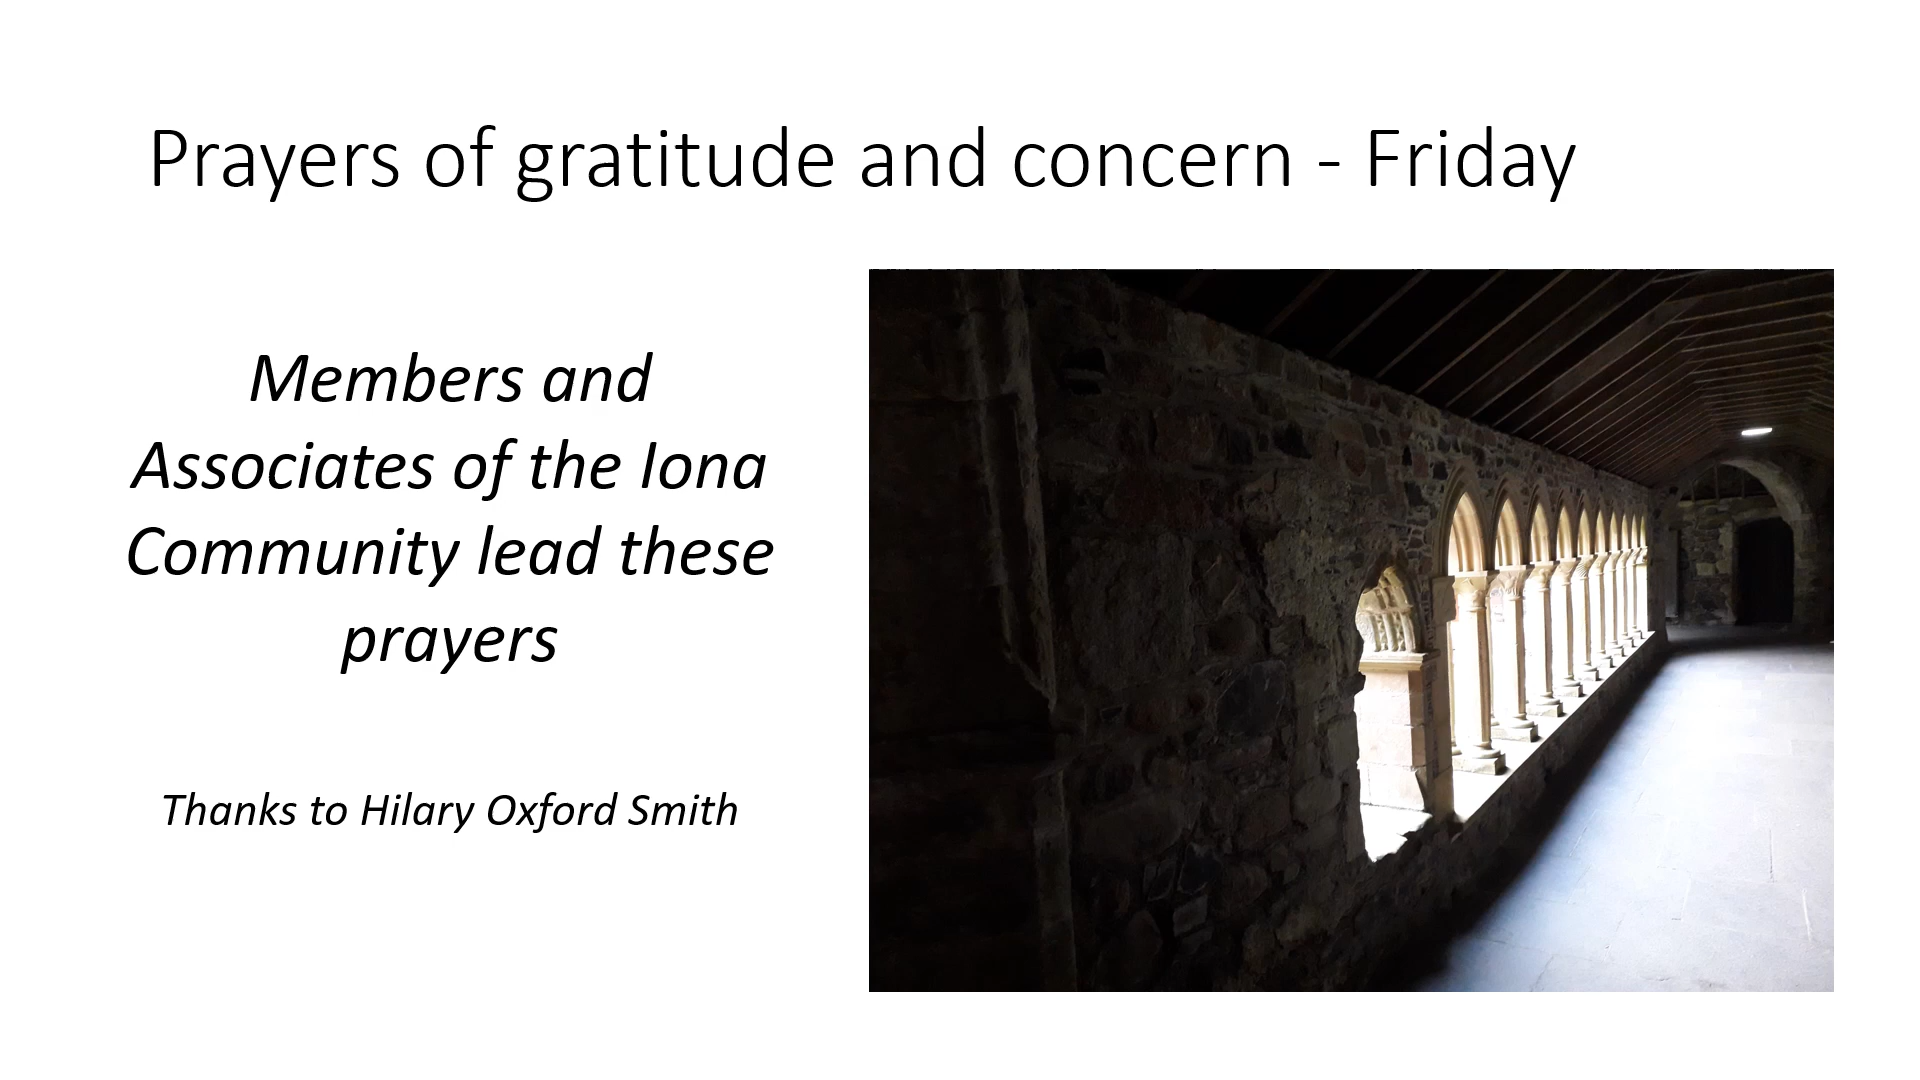 Prayers of gratitude and concern - Friday
Members and
Associates of the Iona
Community lead these
prayers
Thanks to Hilary Oxford Smith